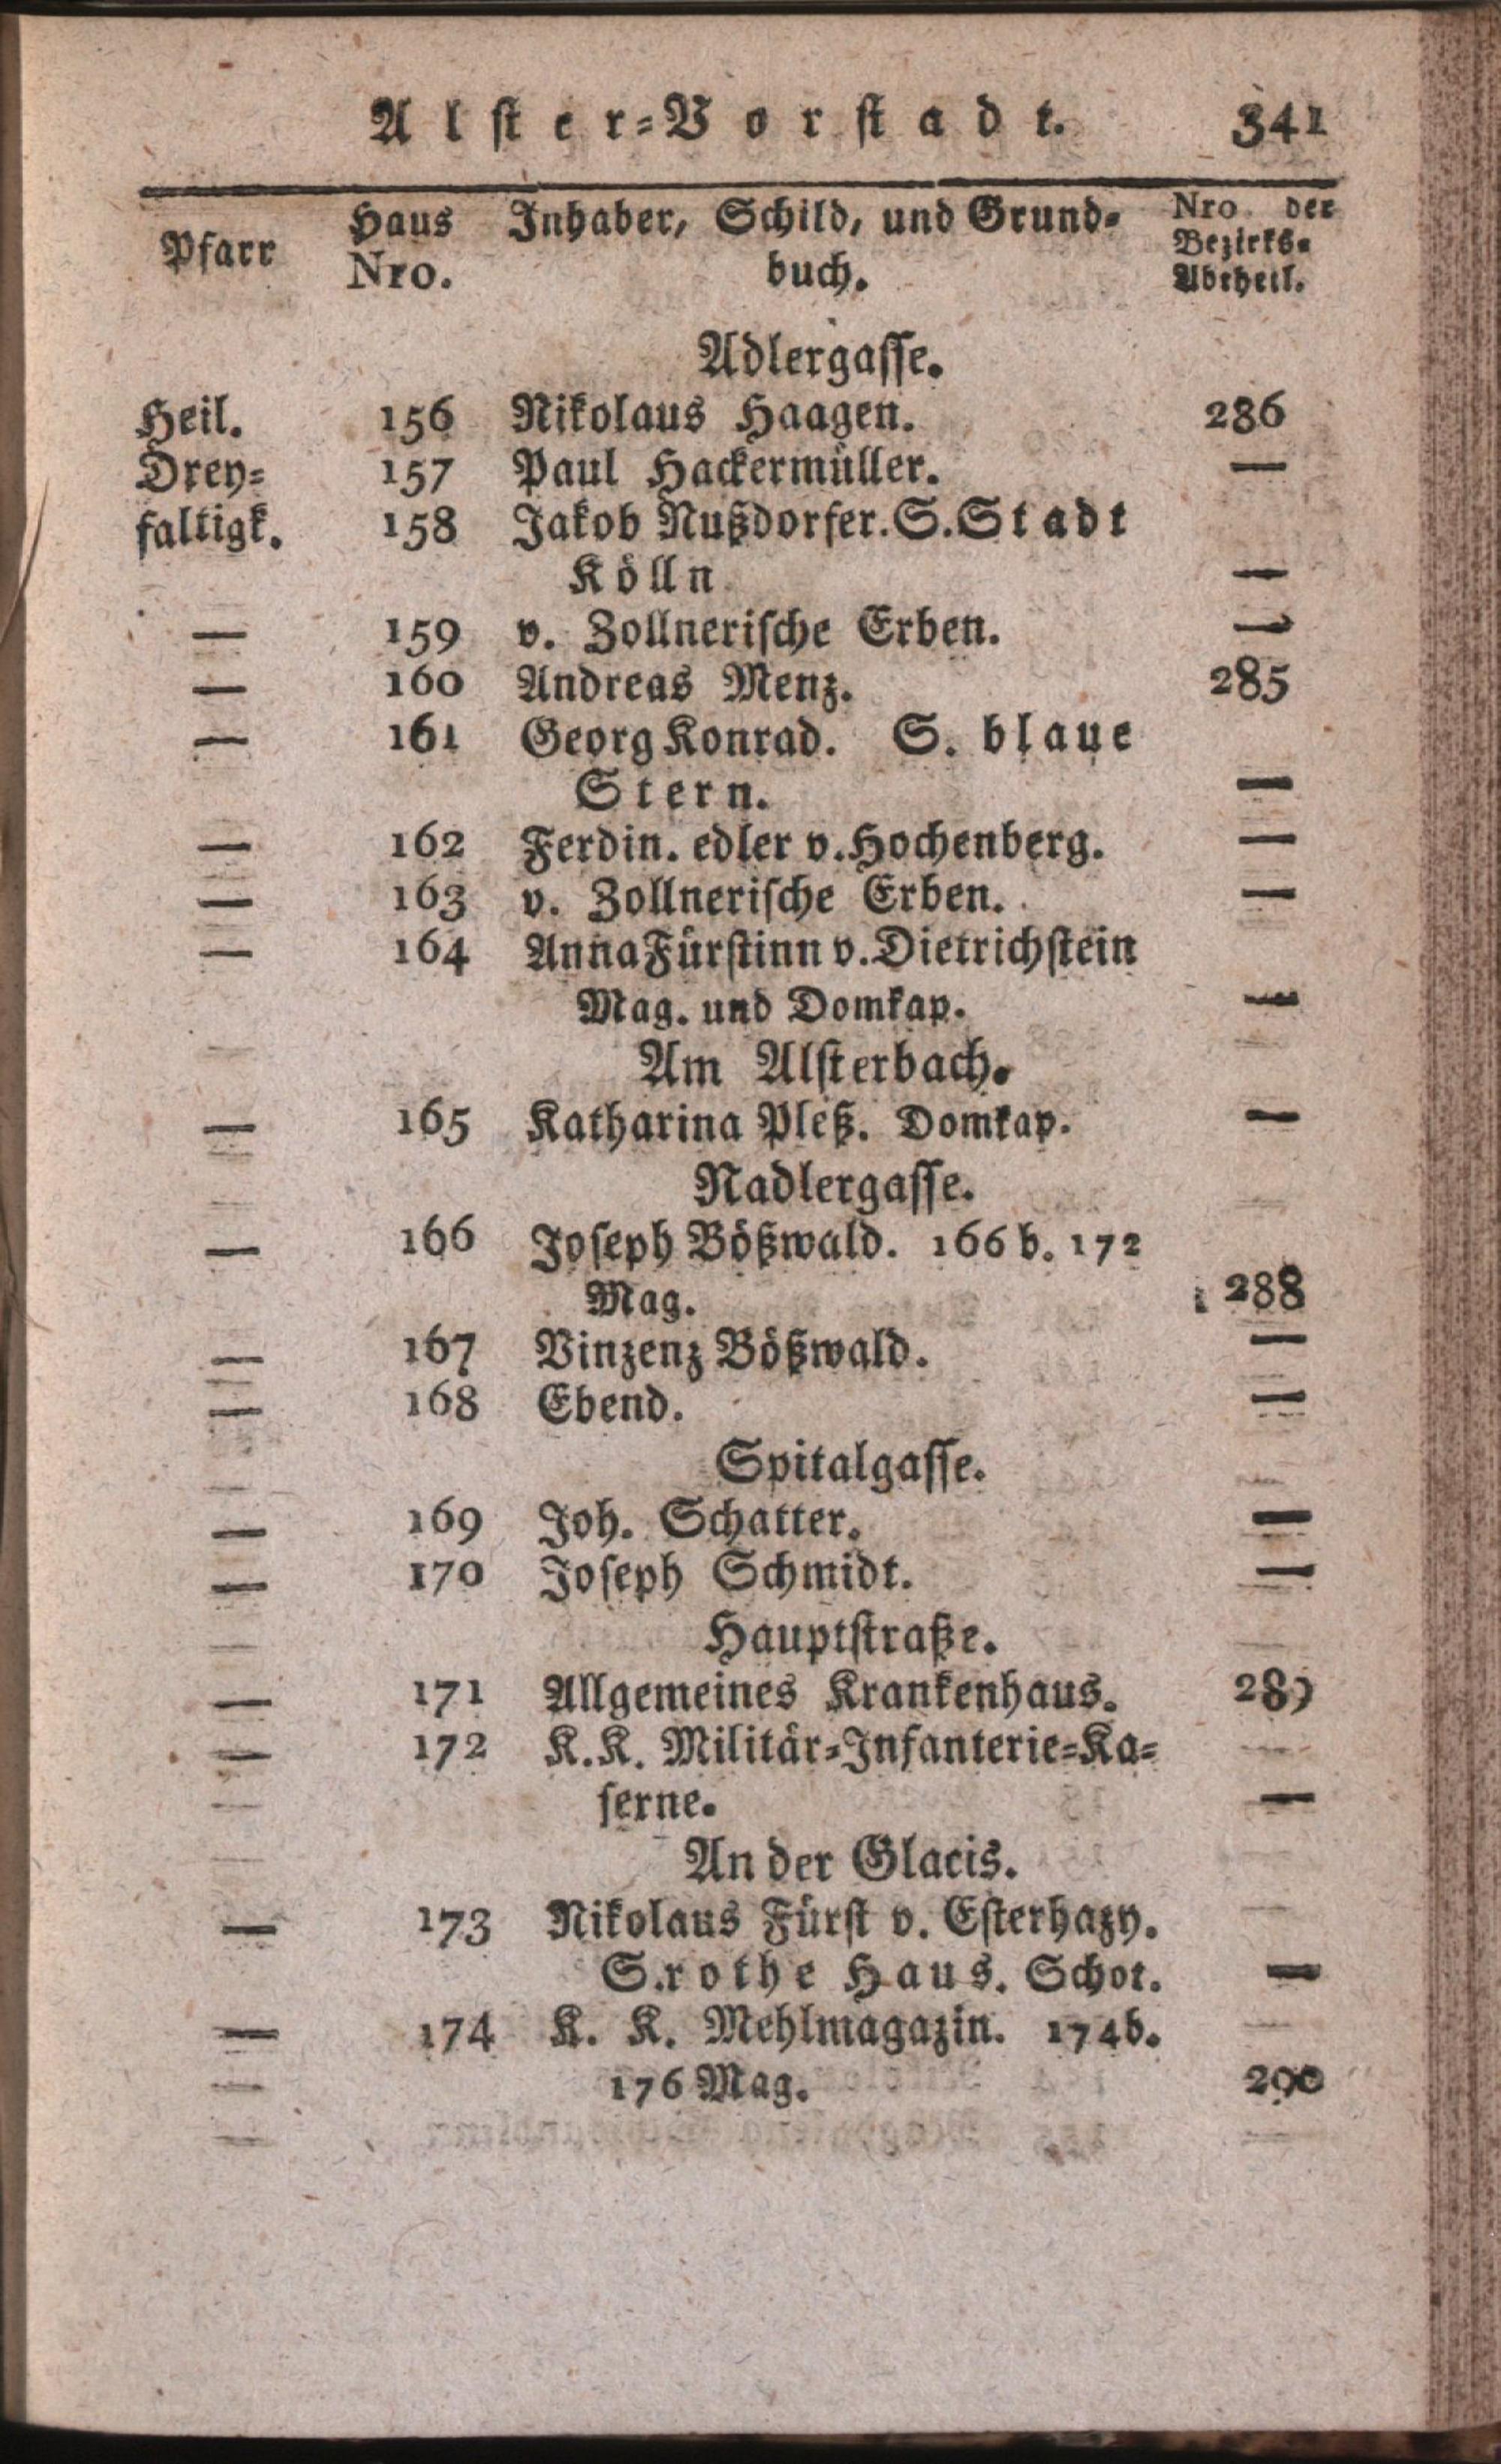 Alster-Vorstadt. 341
Pfarr Haus Nro. Inhaber, Schild, und Grund- buch. Nro der Bezirks- Abtheil.
Adlergasse.
Heil. 156 Nikolaus Haagen. 286
Drey- 157 Paul Hackermüller. —
faltigk. 158 Jakob Nußdorfer. S. Stadt
Kölln —
— 159 v. Zollnerische Erben. —
— 160 Andreas Menz. 285
— 161 Georg Konrad. S. blaue
Stern. —
— 162 Ferdin. edler v. Hochenberg. —
— 163 v. Zollnerische Erben. —
— 164 Anna Fürstinn v. Dietrichstein
Mag. und Domkap. —
Am Alsterbach.
— 165 Katharina Pleß. Domkap. —
Nadlergasse.
— 166 Joseph Bößwald. 166 b. 172
Mag. 288
— 167 Vinzenz Bößwald. —
— 168 Ebend. —
Spitalgasse.
— 169 Joh. Schatter. —
— 170 Joseph Schmidt. —
Hauptstraße.
— 171 Allgemeines Krankenhaus. 289
— 172 K. K. Militär-Infanterie-Ka-
serne. —
An der Glacis.
— 173 Nikolaus Fürst v. Esterhazy.
S. rothe Haus. Schot. —
— 174 K. K. Mehlmagazin. 174 b.
176 Mag. 290